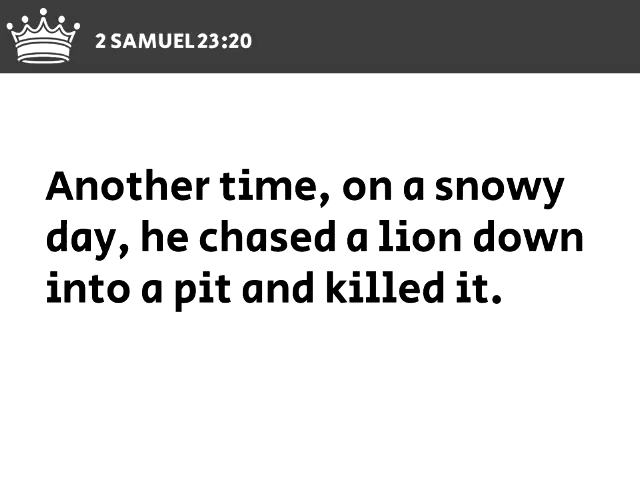 2 SAMUEL 23:20
Another time, on a snowy
day, he chased a lion down
into a pit and killed it.